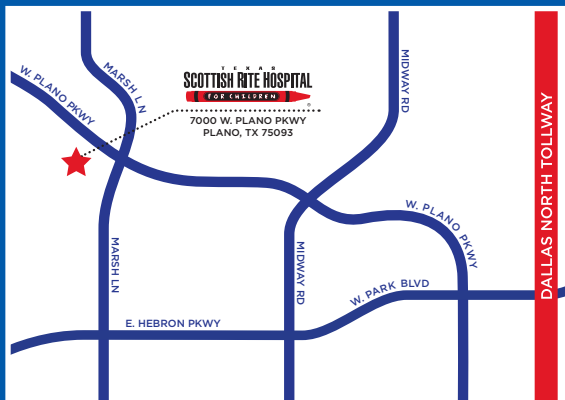 W. PLANO PKWY
MARSH LN
TEXAS
SCOTTISH RITE HOSPITAL
FOR CHILDREN
®
7000 W. PLANO PKWY
PLANO, TX 75093
MIDWAY RD
DALLAS NORTH TOLLWAY
W. PLANO PKWY
MARSH LN
MIDWAY RD
W. PARK BLVD
E. HEBRON PKWY